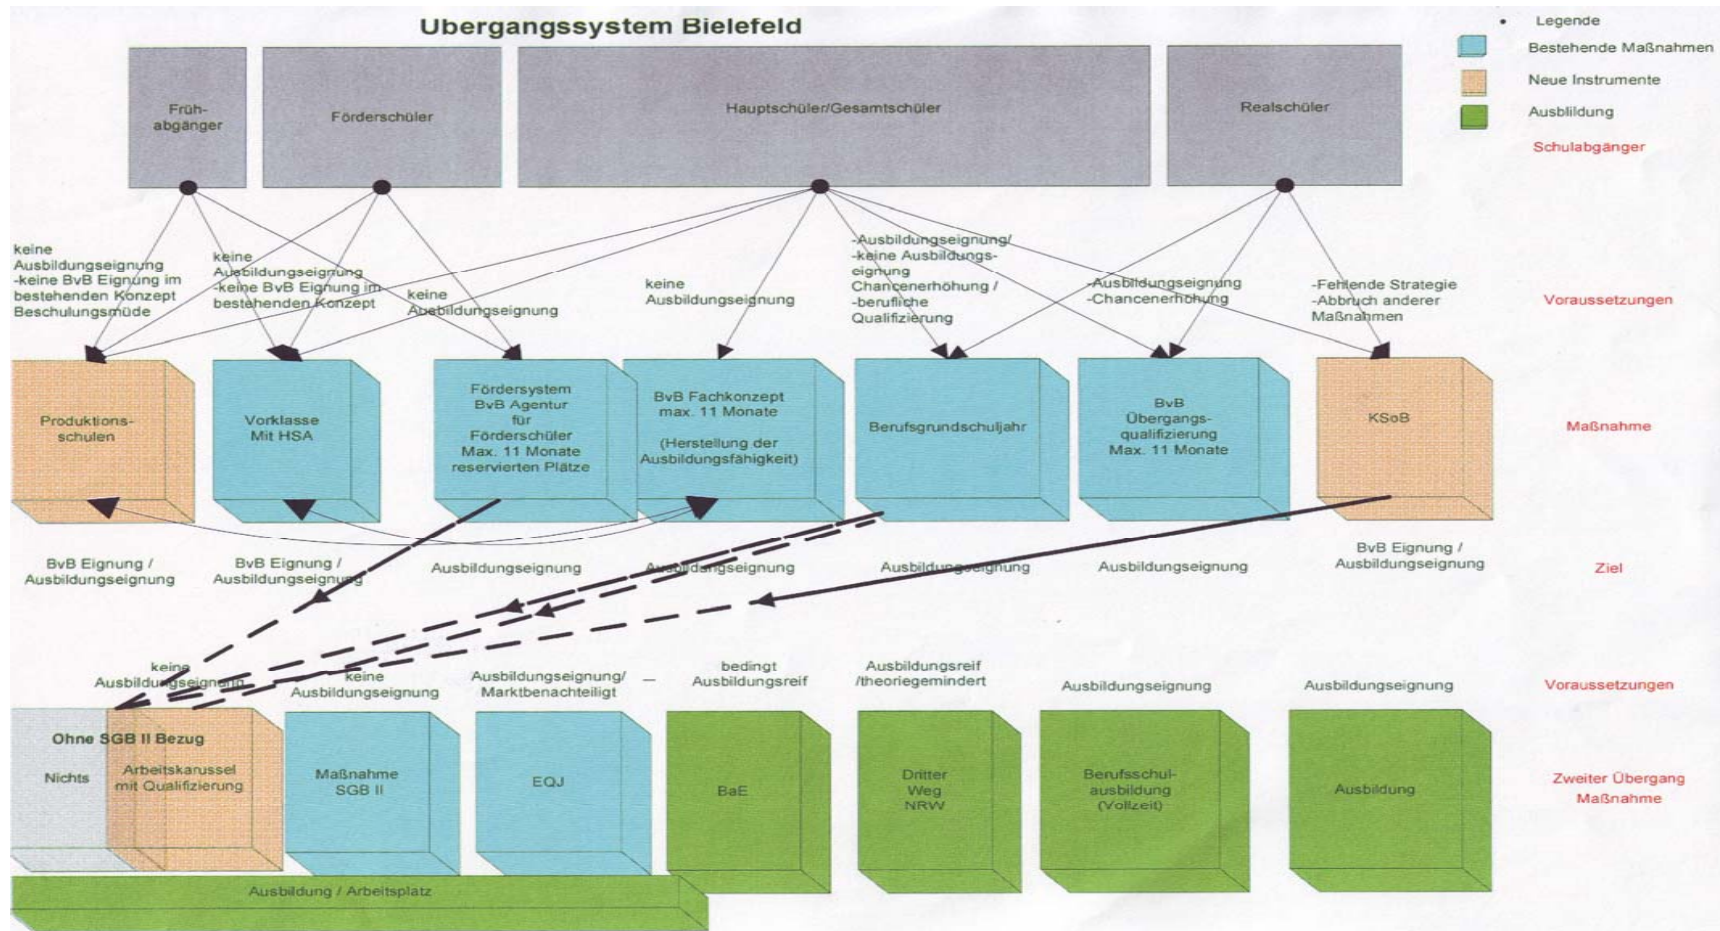 Ubergangssystem Bielefeld
Legende
Bestehende Maßnahmen
Neue Instrumente
Ausblildung
Schulabgänger
Früh-
abgänger
Förderschüler
Hauptschüler/Gesamtschüler
Realschüler
keine
Ausbildungseignung
-keine BvB Eignung im
bestehenden Konzept
Beschulungsmüde
keine
Ausbildungseignung
-keine BvB Eignung im
bestehenden Konzept
keine
Ausbildungseignung
keine
Ausbildungseignung
-Ausbildungseignung/
-keine Ausbildungs-
eignung
Chancenerhöhung /
-berufliche
Qualifizierung
-Ausbildungseignung
-Chancenerhöhung
-Fehlende Strategie
-Abbruch anderer
Maßnahmen
Voraussetzungen
Produktions-
schulen
Vorklasse
Mit HSA
Fördersystem
BvB Agentur
für
Förderschüler
Max. 11 Monate
reservierten Plätze
BvB Fachkonzept
max. 11 Monate
(Herstellung der
Ausbildungsfähigkeit)
Berufsgrundschuljahr
BvB
Übergangs-
qualifizierung
Max. 11 Monate
KSoB
Maßnahme
BvB Eignung /
Ausbildungseignung
BvB Eignung /
Ausbildungseignung
Ausbildungseignung
Ausbildungseignung
Ausbildungseignung
Ausbildungseignung
BvB Eignung /
Ausbildungseignung
Ziel
keine
Ausbildungseignung
keine
Ausbildungseignung
Ausbildungseignung/
Marktbenachteiligt
—
bedingt
Ausbildungsreif
Ausbildungsreif
/theoriegemindert
Ausbildungseignung
Ausbildungseignung
Voraussetzungen
Ohne SGB II Bezug
Nichts
Arbeitskarussel
mit Qualifizierung
Maßnahme
SGB II
EQJ
BaE
Dritter
Weg
NRW
Berufsschul-
ausbildung
(Vollzeit)
Ausbildung
Zweiter Übergang
Maßnahme
Ausbildung / Arbeitsplatz